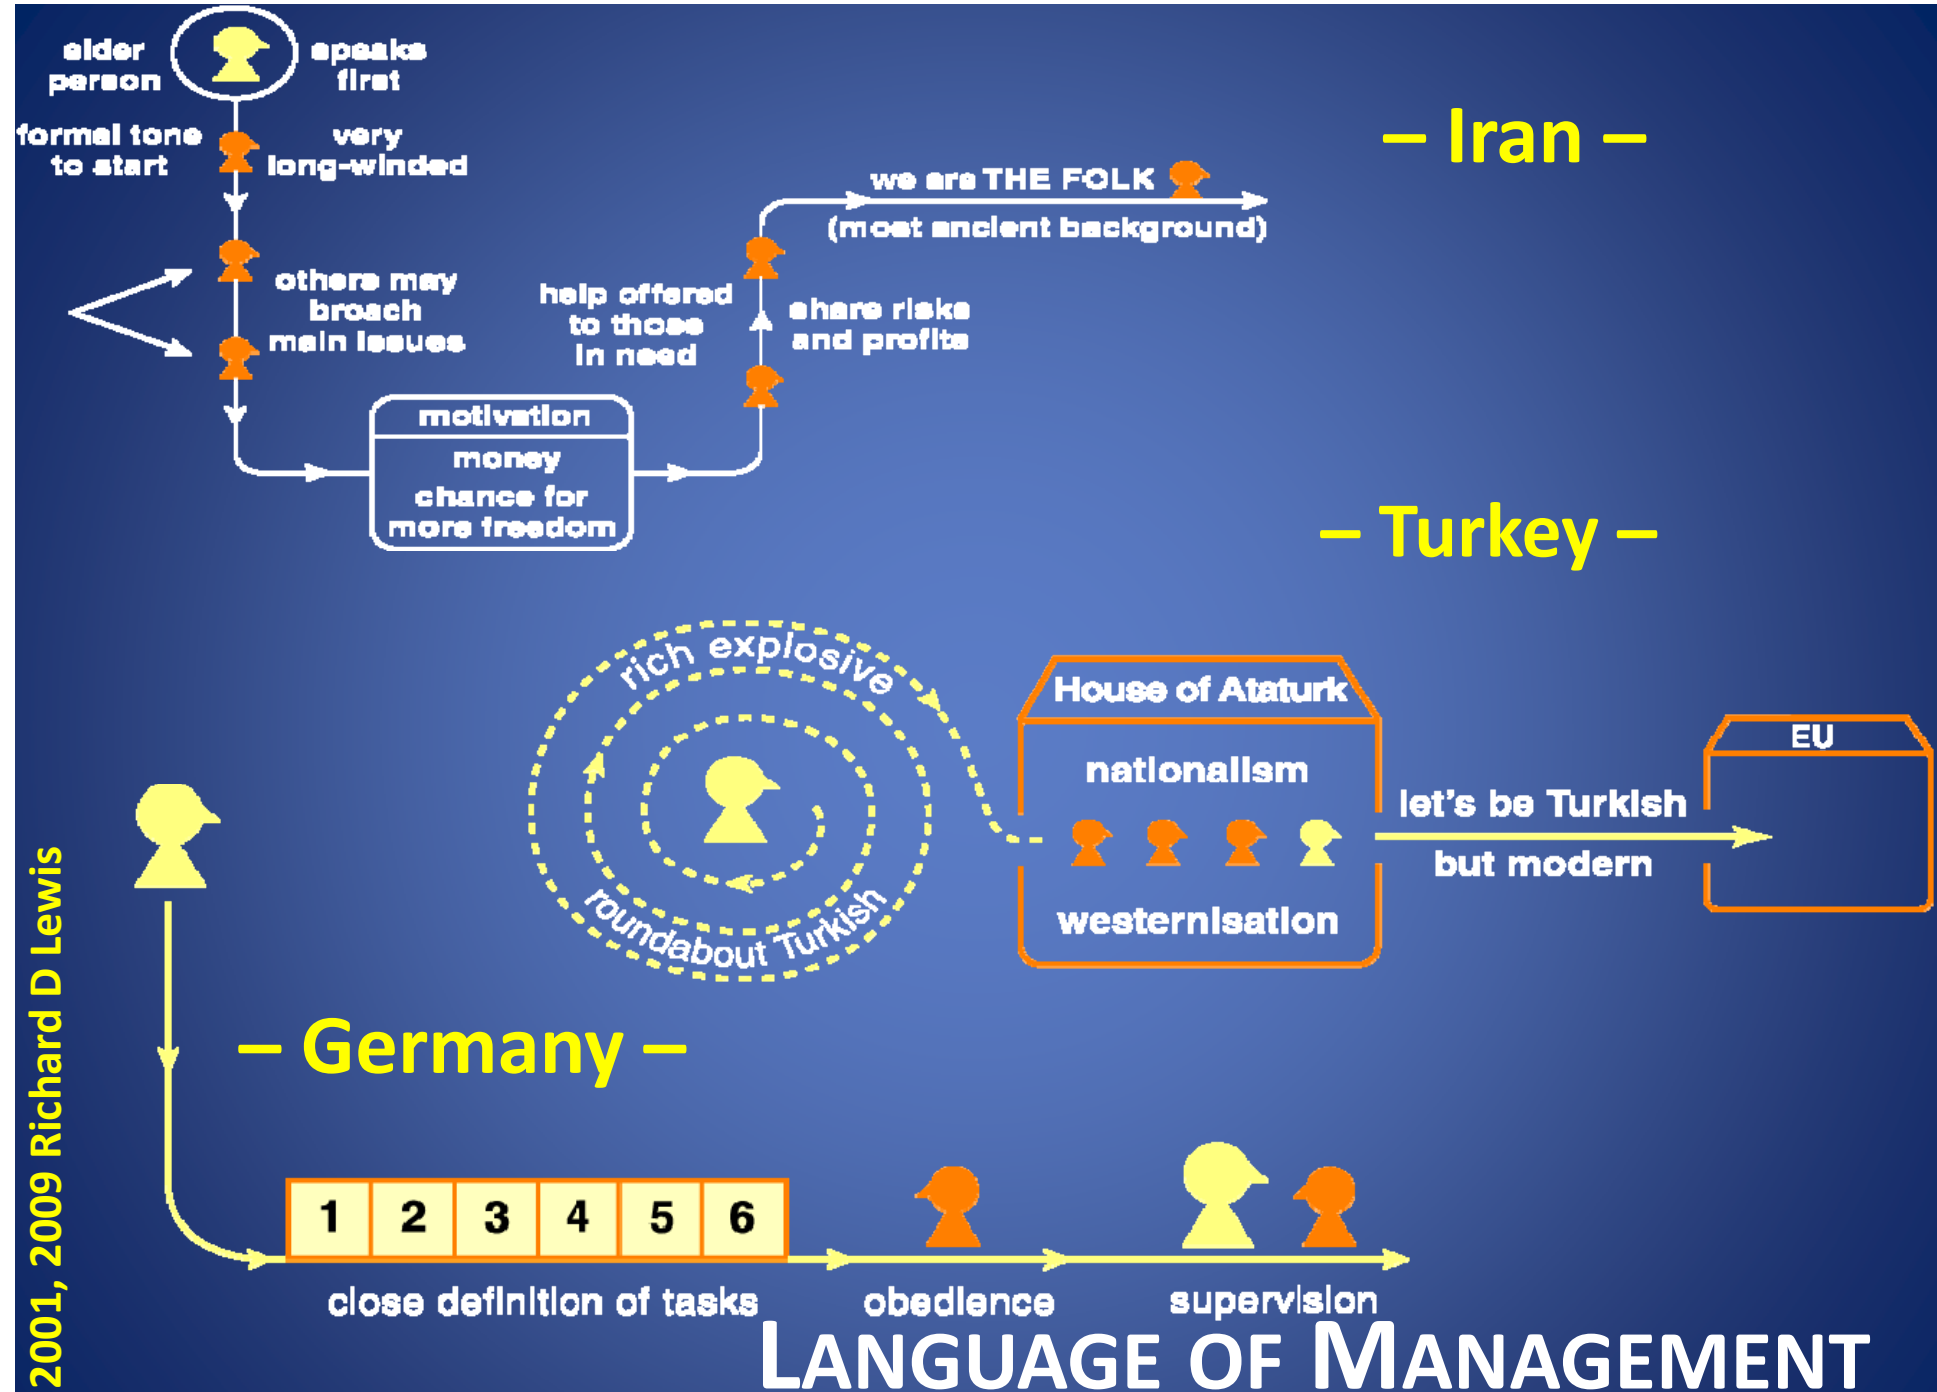 elder
person
speaks
first
formal tone
to start
very
long-winded
others may
broach
main issues
motivation
money
chance for
more freedom
help offered
to those
in need
share risks
and profits
we are THE FOLK
(most ancient background)
– Iran –
– Turkey –
rich explosive
roundabout Turkish
House of Ataturk
nationalism
westernisation
let's be Turkish
but modern
EU
– Germany –
1 2 3 4 5 6
close definition of tasks
obedience
supervision
LANGUAGE OF MANAGEMENT
2001, 2009 Richard D Lewis